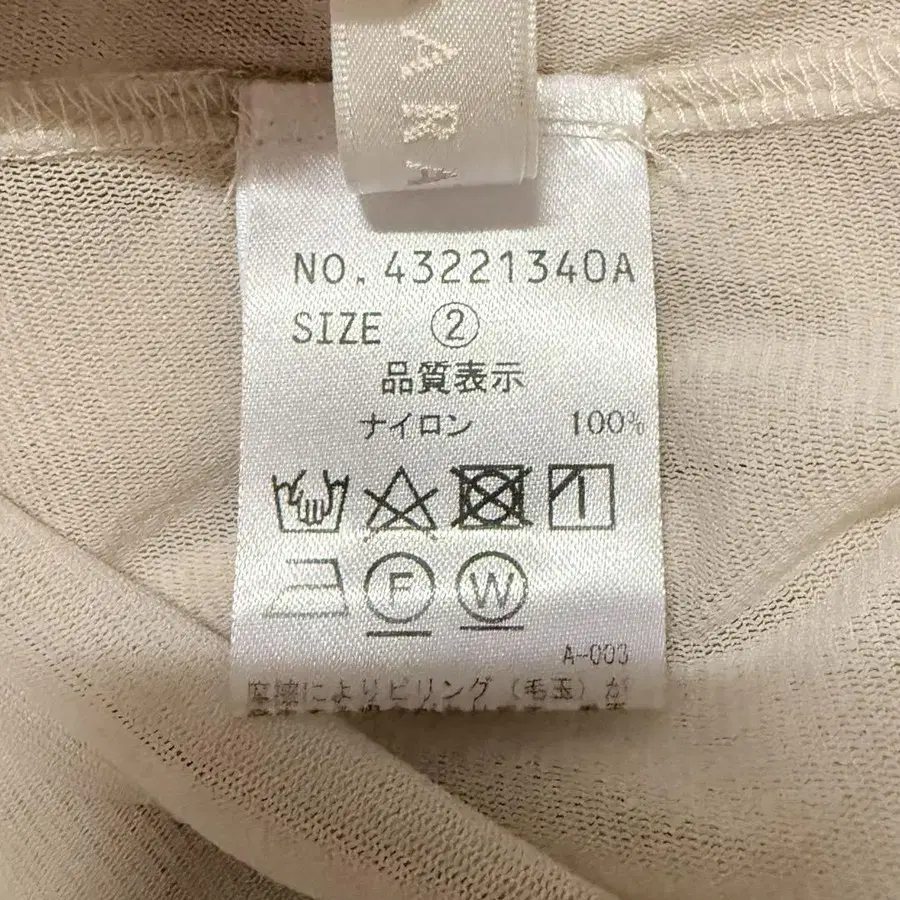 ARA
NO. 43221340A
SIZE ②
品質表示
ナイロン 100%
F W
A-003
摩擦によりピリング(毛玉)が